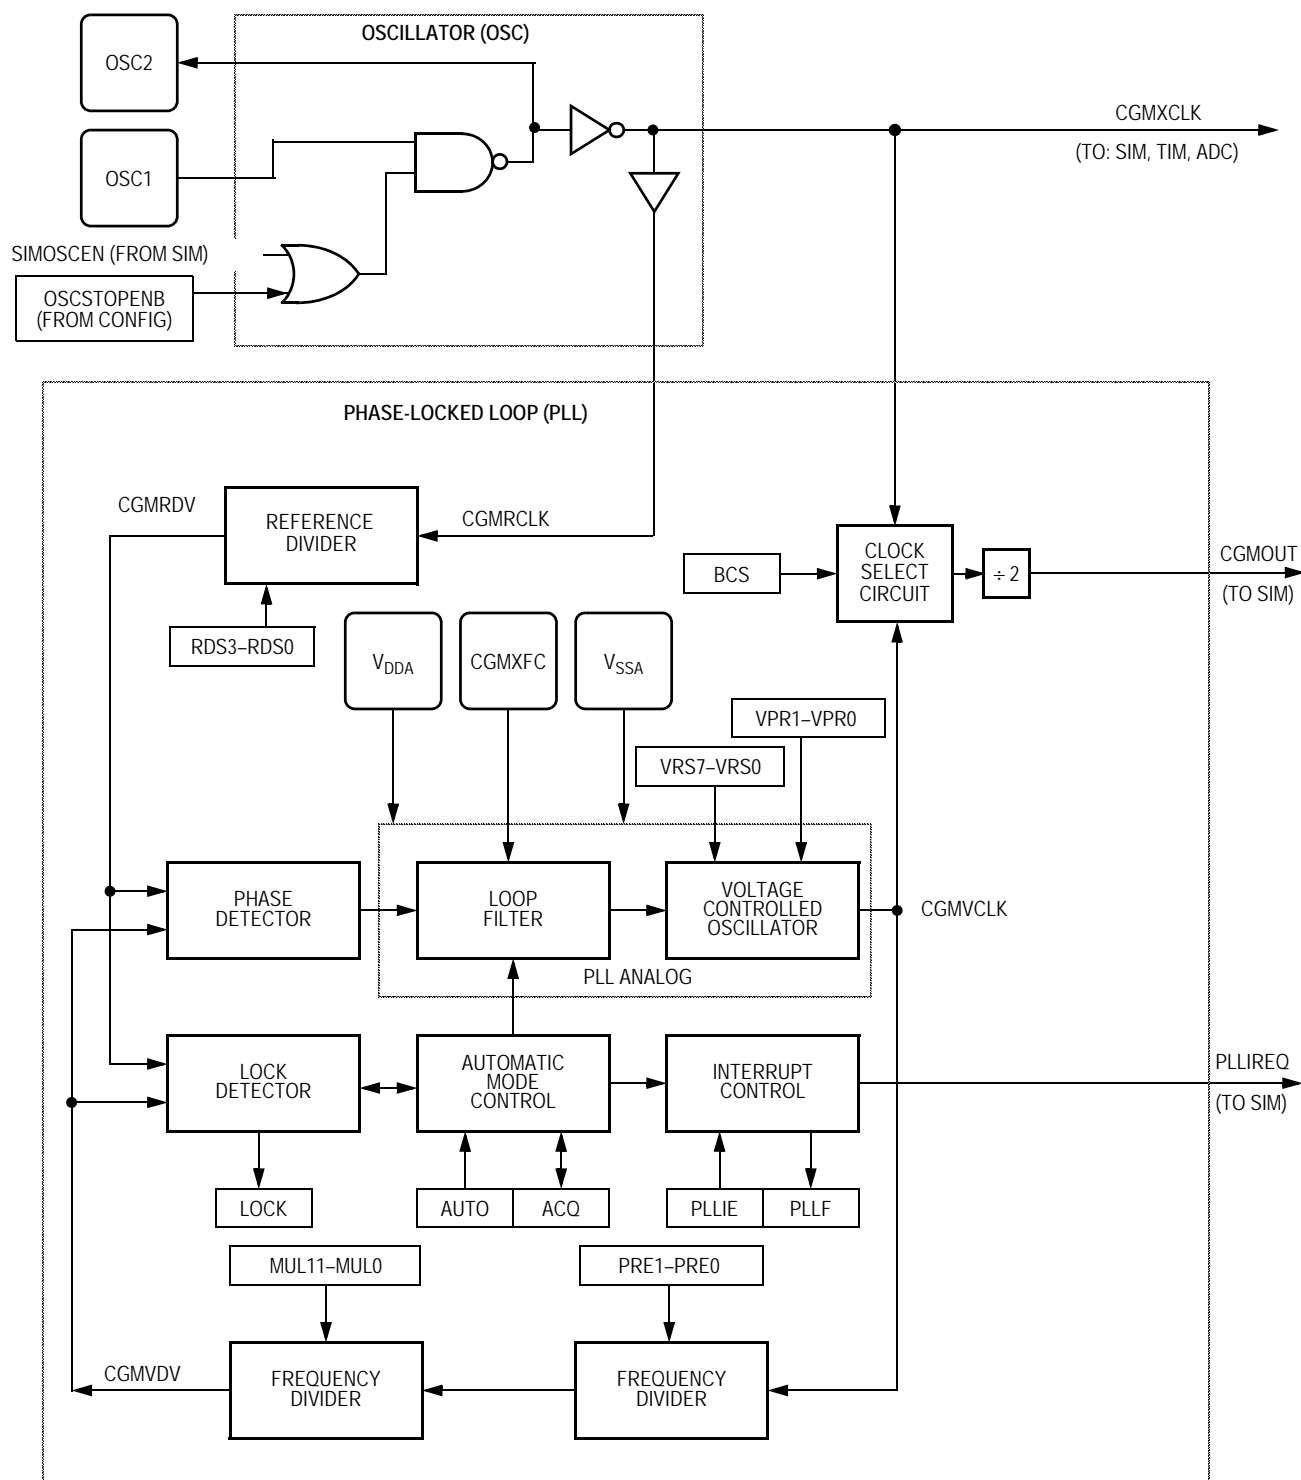 OSCILLATOR (OSC)
OSC2
CGMXCLK
(TO: SIM, TIM, ADC)
OSC1
SIMOSCEN (FROM SIM)
OSCSTOPENB
(FROM CONFIG)
PHASE-LOCKED LOOP (PLL)
CGMRDV
REFERENCE
DIVIDER
CGMRCLK
CLOCK
SELECT
CIRCUIT
BCS
÷ 2
CGMOUT
(TO SIM)
RDS3–RDS0
VDDA
CGMXFC
VSSA
VPR1–VPR0
VRS7–VRS0
PHASE
DETECTOR
LOOP
FILTER
VOLTAGE
CONTROLLED
OSCILLATOR
CGMVCLK
PLL ANALOG
LOCK
DETECTOR
AUTOMATIC
MODE
CONTROL
INTERRUPT
CONTROL
PLLIREQ
(TO SIM)
LOCK
AUTO
ACQ
PLLIE
PLLF
MUL11–MUL0
PRE1–PRE0
CGMVDV
FREQUENCY
DIVIDER
FREQUENCY
DIVIDER